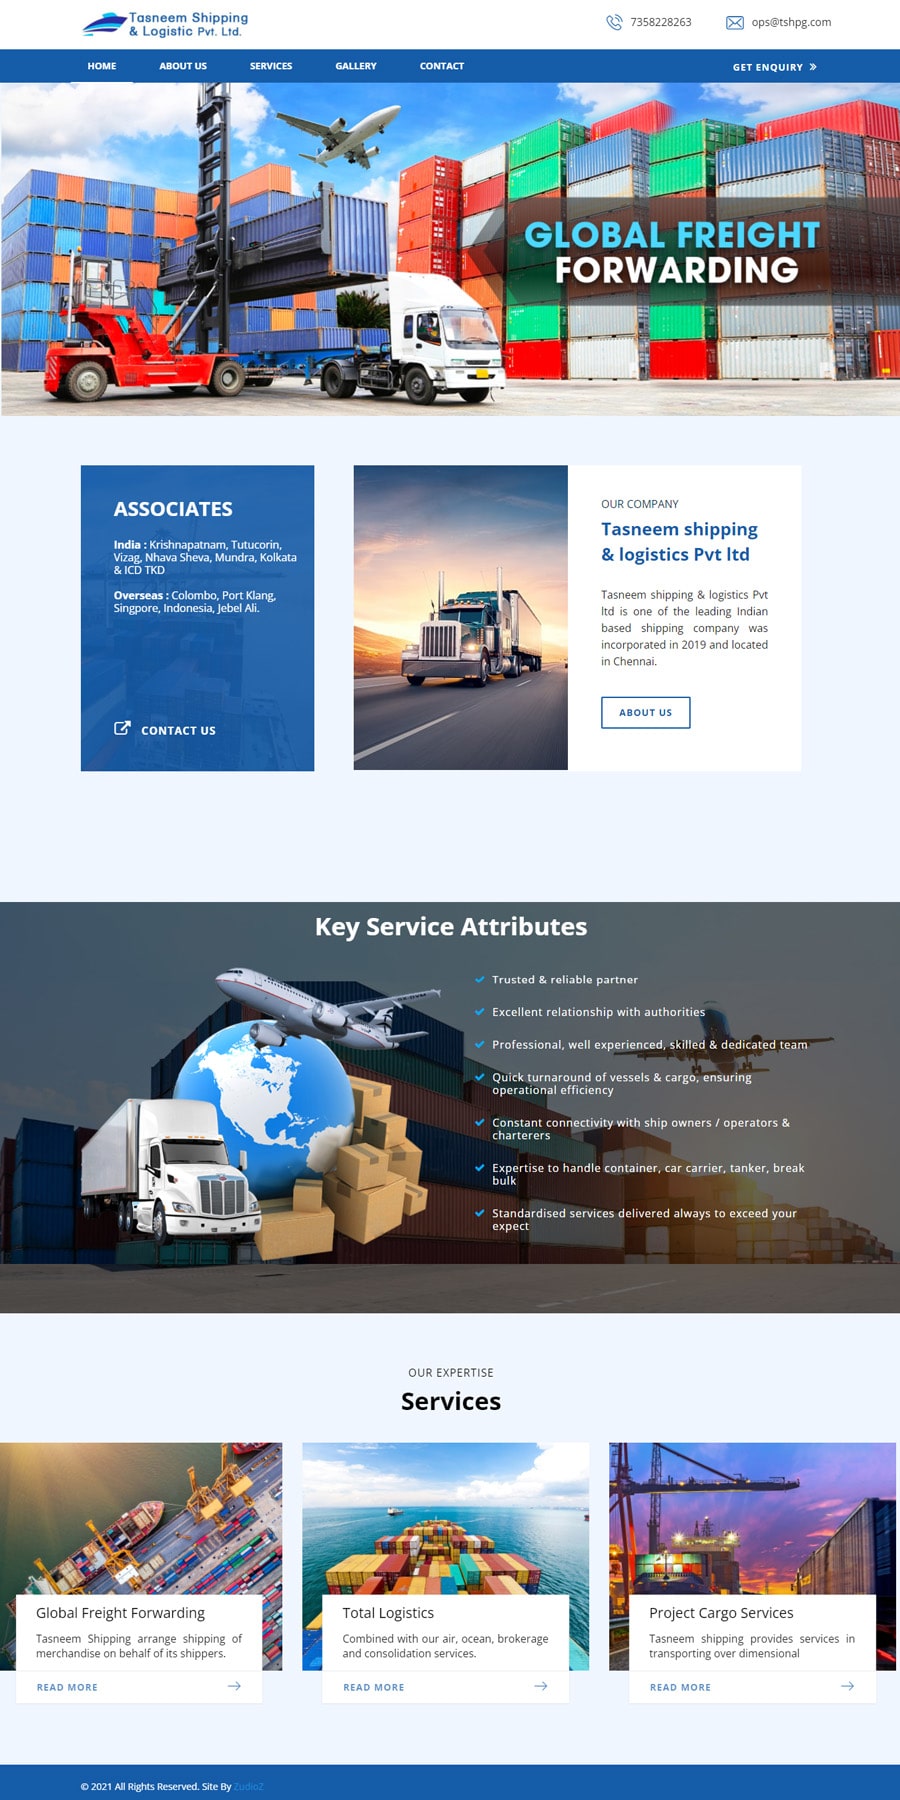 Tasneem Shipping
& Logistic Pvt. Ltd.
7358228263
ops@tshpg.com
HOME
ABOUT US
SERVICES
GALLERY
CONTACT
GET ENQUIRY »
GLOBAL FREIGHT
FORWARDING
ASSOCIATES
India : Krishnapatnam, Tutucorin,
Vizag, Nhava Sheva, Mundra, Kolkata
& ICD TKD
Overseas : Colombo, Port Klang,
Singpore, Indonesia, Jebel Ali.
CONTACT US
OUR COMPANY
Tasneem shipping
& logistics Pvt ltd
Tasneem shipping & logistics Pvt
ltd is one of the leading Indian
based shipping company was
incorporated in 2019 and located
in Chennai.
ABOUT US
Key Service Attributes
Trusted & reliable partner
Excellent relationship with authorities
Professional, well experienced, skilled & dedicated team
Quick turnaround of vessels & cargo, ensuring
operational efficiency
Constant connectivity with ship owners / operators &
charterers
Expertise to handle container, car carrier, tanker, break
bulk
Standardised services delivered always to exceed your
expect
OUR EXPERTISE
Services
Global Freight Forwarding
Tasneem Shipping arrange shipping of
merchandise on behalf of its shippers.
READ MORE
Total Logistics
Combined with our air, ocean, brokerage
and consolidation services.
READ MORE
Project Cargo Services
Tasneem shipping provides services in
transporting over dimensional
READ MORE
© 2021 All Rights Reserved. Site By ZudioZ